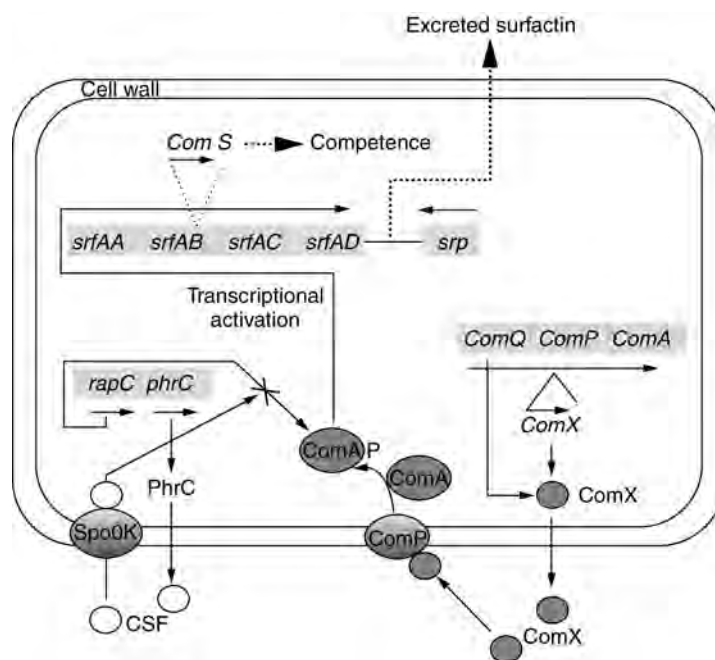 Excreted surfactin
Cell wall
Com S
Competence
srfAA srfAB srfAC srfAD srp
Transcriptional
activation
ComQ ComP ComA
rapC phrC
ComX
ComA P
ComA
PhrC
ComX
Spo0K
ComP
CSF
ComX